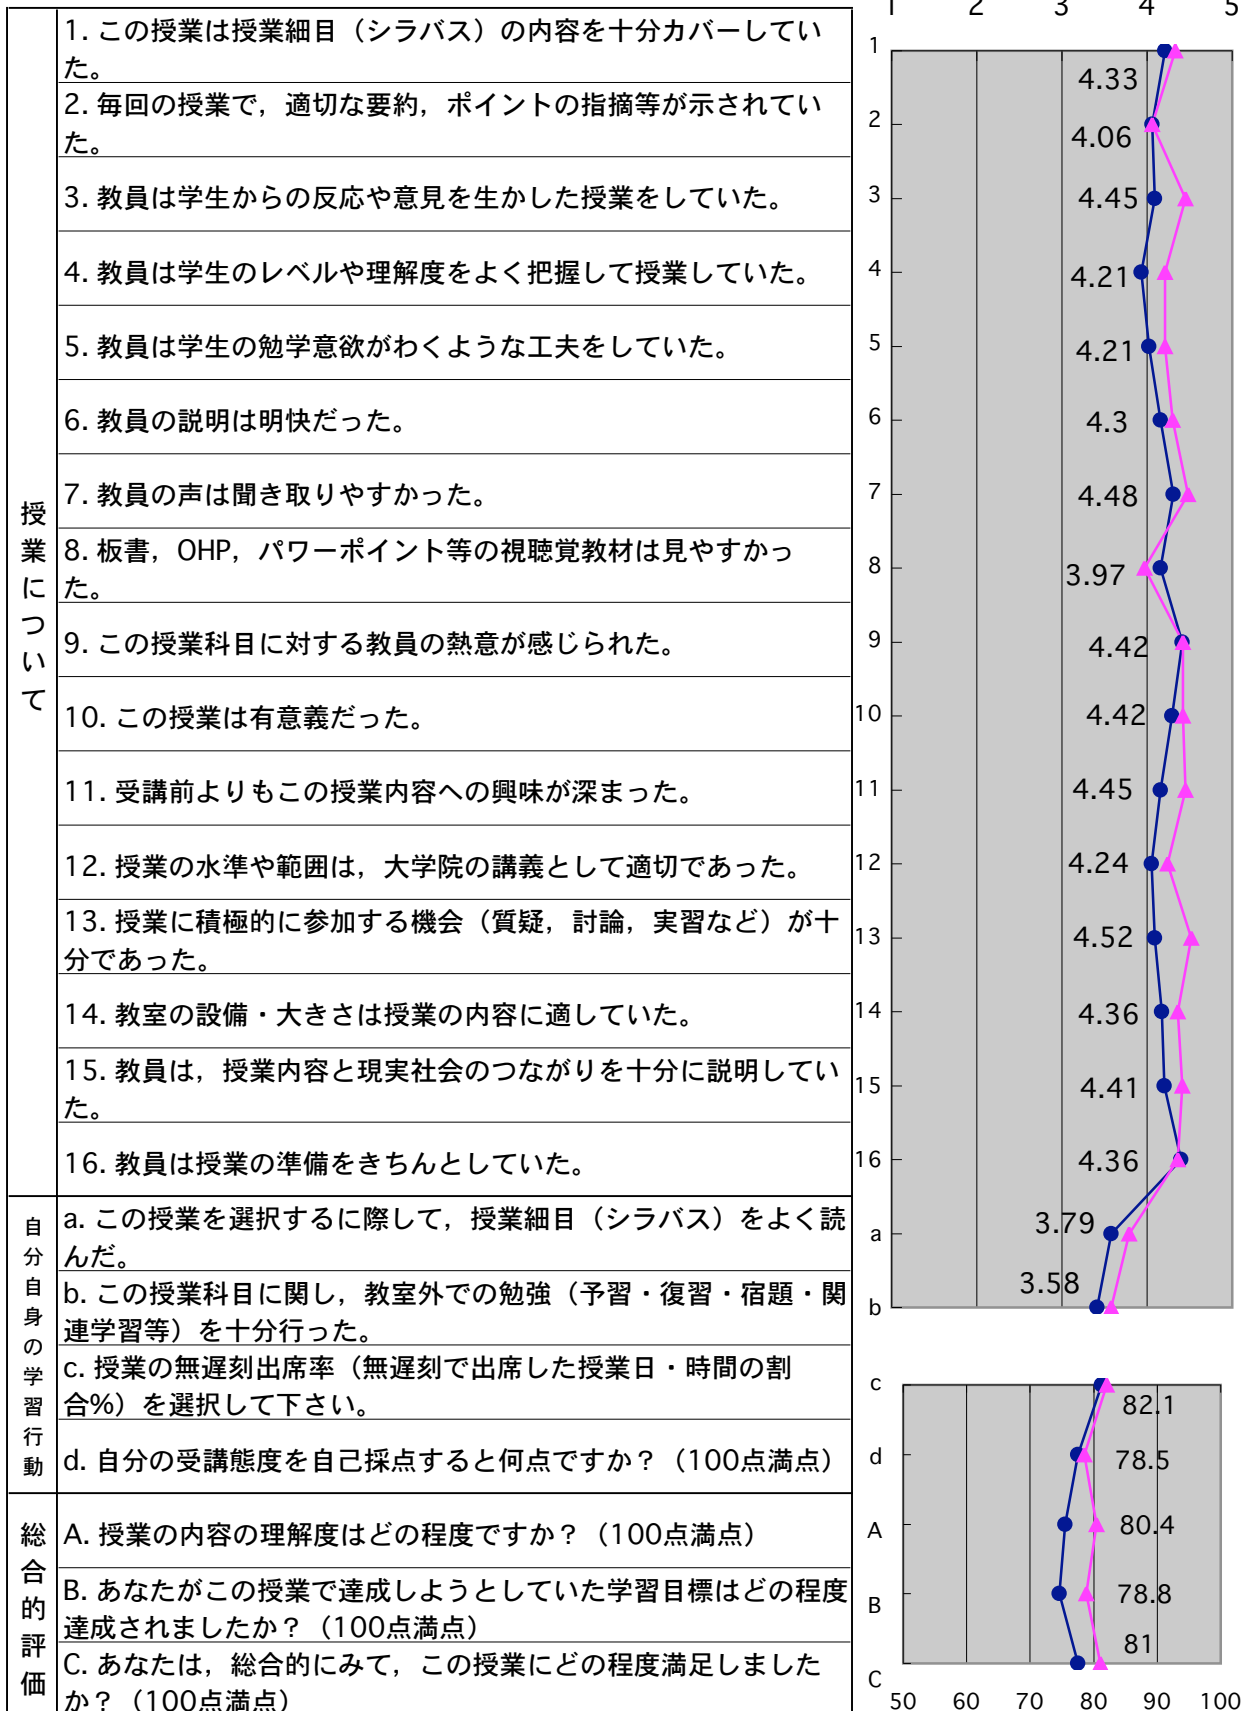 授業について
1. この授業は授業細目（シラバス）の内容を十分カバーしてい
た。
2. 毎回の授業で，適切な要約，ポイントの指摘等が示されてい
た。
3. 教員は学生からの反応や意見を生かした授業をしていた。
4. 教員は学生のレベルや理解度をよく把握して授業していた。
5. 教員は学生の勉学意欲がわくような工夫をしていた。
6. 教員の説明は明快だった。
7. 教員の声は聞き取りやすかった。
8. 板書，OHP，パワーポイント等の視聴覚教材は見やすかっ
た。
9. この授業科目に対する教員の熱意が感じられた。
10. この授業は有意義だった。
11. 受講前よりもこの授業内容への興味が深まった。
12. 授業の水準や範囲は，大学院の講義として適切であった。
13. 授業に積極的に参加する機会（質疑，討論，実習など）が十
分であった。
14. 教室の設備・大きさは授業の内容に適していた。
15. 教員は，授業内容と現実社会のつながりを十分に説明してい
た。
16. 教員は授業の準備をきちんとしていた。
自分自身の学習行動
a. この授業を選択するに際して，授業細目（シラバス）をよく読
んだ。
b. この授業科目に関し，教室外での勉強（予習・復習・宿題・関
連学習等）を十分行った。
c. 授業の無遅刻出席率（無遅刻で出席した授業日・時間の割
合%）を選択して下さい。
d. 自分の受講態度を自己採点すると何点ですか？（100点満点）
総合的評価
A. 授業の内容の理解度はどの程度ですか？（100点満点）
B. あなたがこの授業で達成しようとしていた学習目標はどの程度
達成されましたか？（100点満点）
C. あなたは，総合的にみて，この授業にどの程度満足しました
か？（100点満点）
1 2 3 4 5
1 4.33
2 4.06
3 4.45
4 4.21
5 4.21
6 4.3
7 4.48
8 3.97
9 4.42
10 4.42
11 4.45
12 4.24
13 4.52
14 4.36
15 4.41
16 4.36
a 3.79
b 3.58
c 82.1
d 78.5
A 80.4
B 78.8
C 81
50 60 70 80 90 100